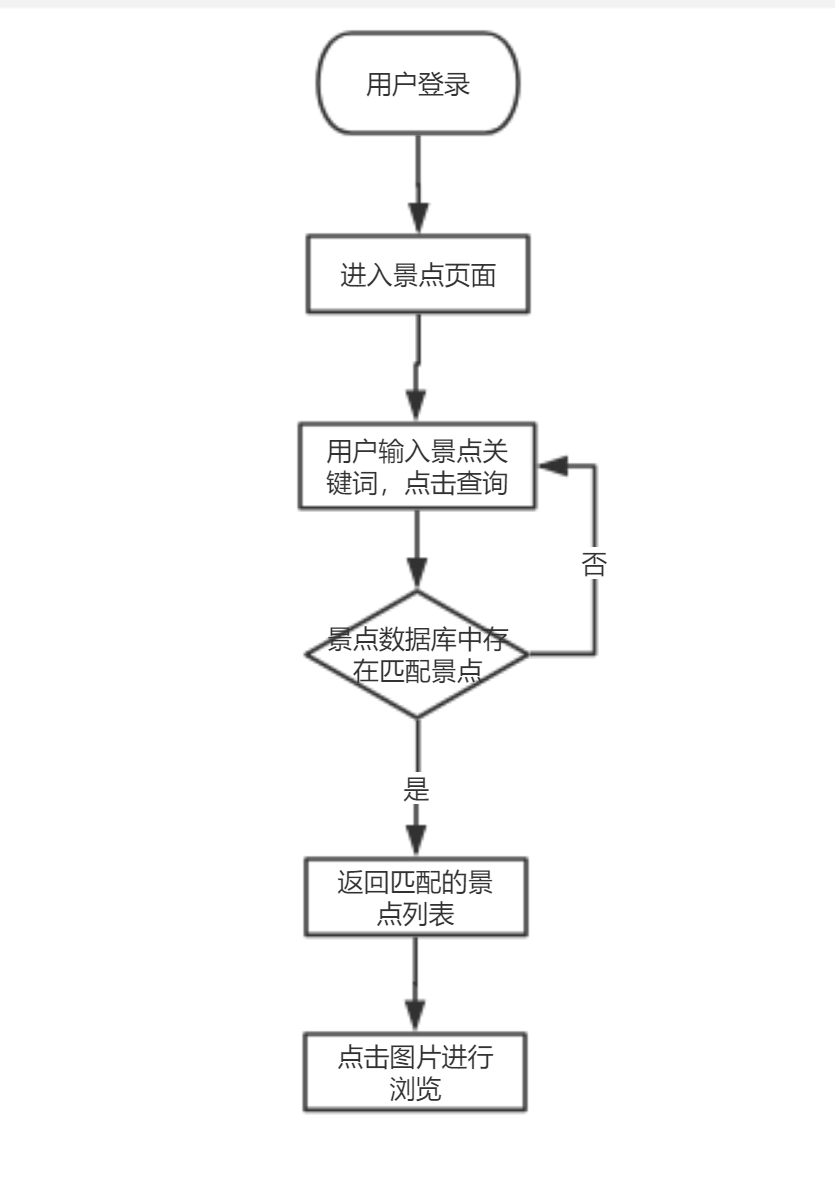 用户登录
进入景点页面
用户输入景点关
键词，点击查询
否
景点数据库中存
在匹配景点
是
返回匹配的景
点列表
点击图片进行
浏览